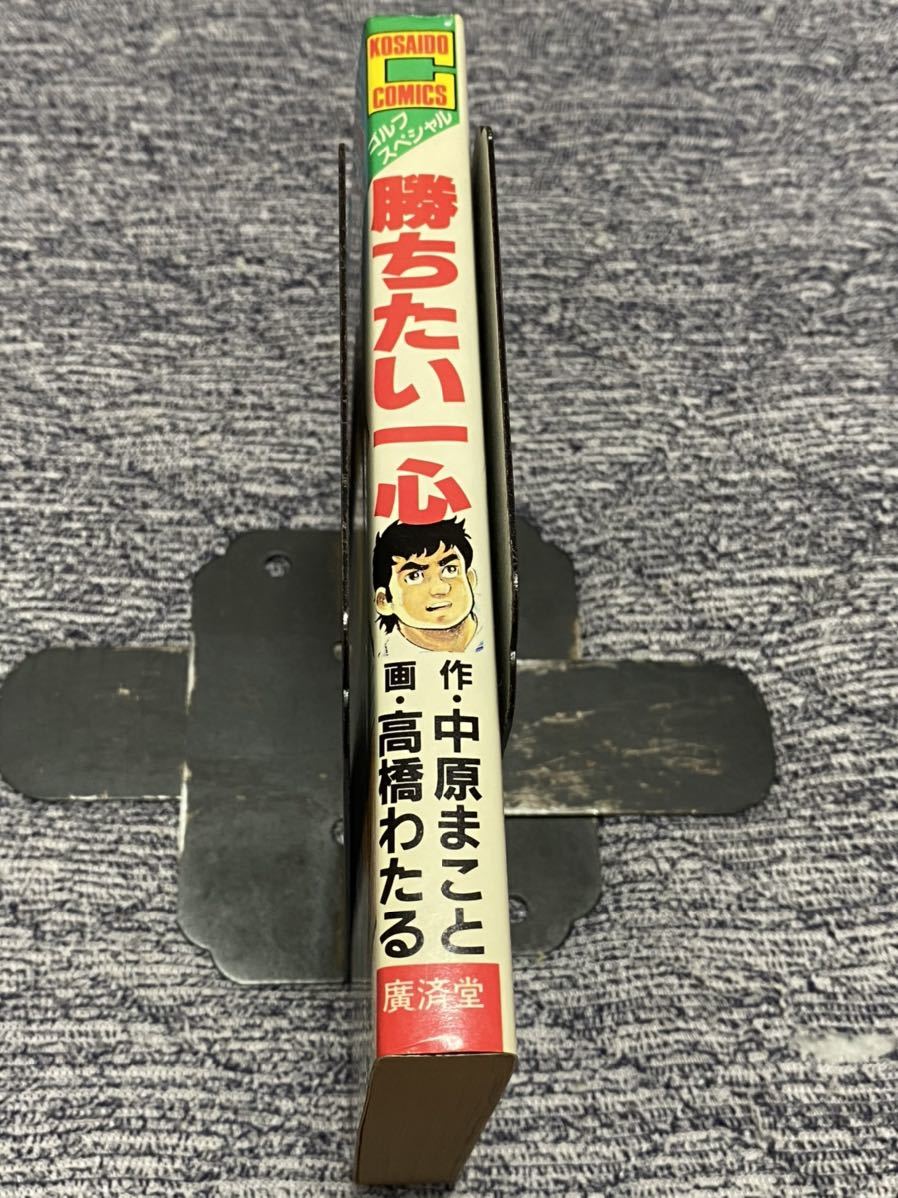 KOSAIDO
COMICS
ゴルフ
スペシャル
勝ちたい一心
作・中原まこと
画・高橋わたる
廣済堂